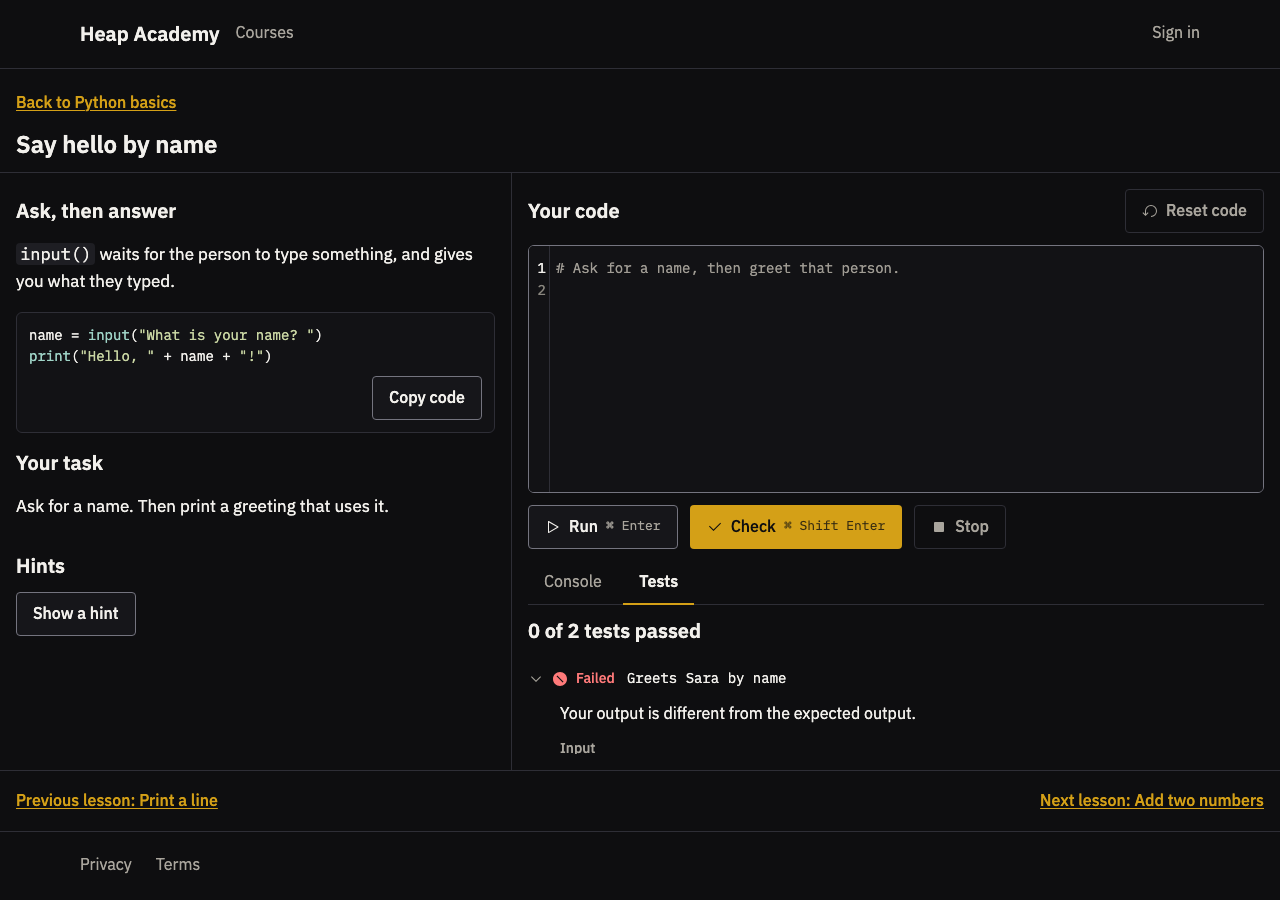 Heap Academy
Courses
Sign in
Back to Python basics
Say hello by name
Ask, then answer
input() waits for the person to type something, and gives
you what they typed.
name = input("What is your name? ")
print("Hello, " + name + "!")
Copy code
Your task
Ask for a name. Then print a greeting that uses it.
Hints
Show a hint
Your code
Reset code
1 # Ask for a name, then greet that person.
2
Run ⌘ Enter
Check ⌘ Shift Enter
Stop
Console
Tests
0 of 2 tests passed
Failed Greets Sara by name
Your output is different from the expected output.
Input
Previous lesson: Print a line
Next lesson: Add two numbers
Privacy
Terms